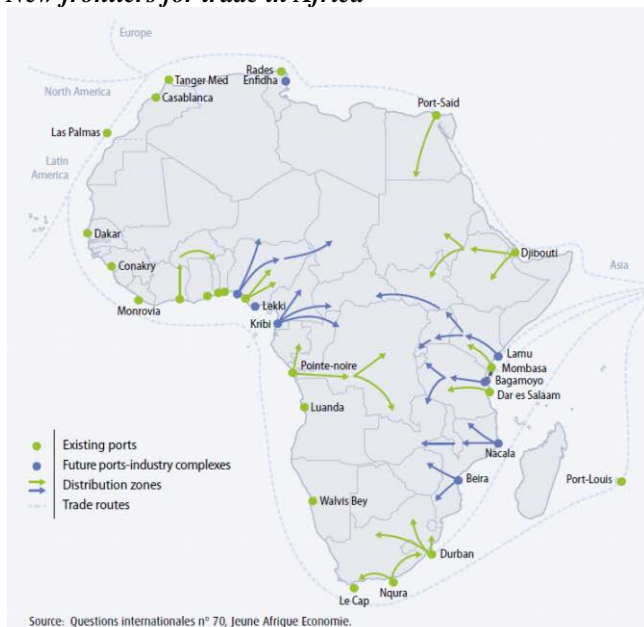 New frontiers for trade in Africa
Europe
North America
Latin
America
Asia
Rades
Enfidha
Tanger Med
Casablanca
Port-Said
Las Palmas
Dakar
Conakry
Monrovia
Djibouti
Lekki
Kribi
Lamu
Mombasa
Bagamoyo
Dar es Salaam
Pointe-noire
Luanda
Nacala
Beira
Port-Louis
Walvis Bey
Durban
Nqura
Le Cap
Existing ports
Future ports-industry complexes
Distribution zones
Trade routes
Source: Questions internationales n° 70, Jeune Afrique Economie.